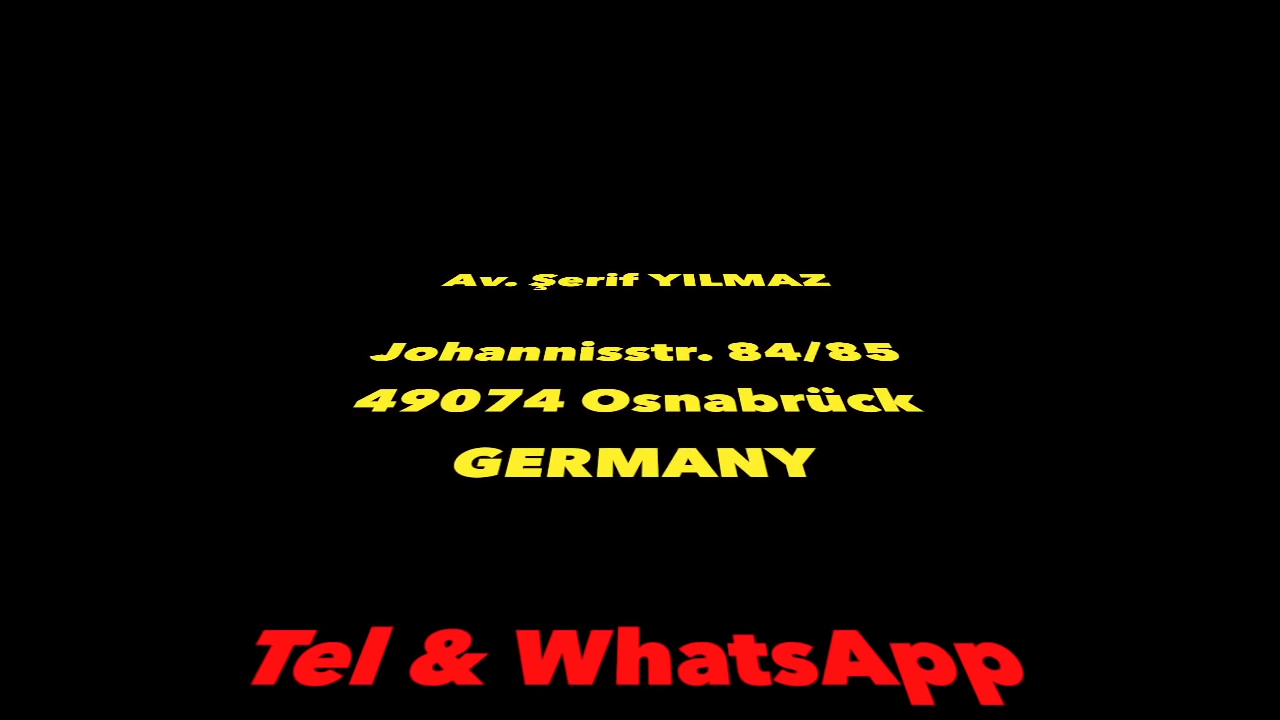 Av. Şerif YILMAZ
Johannisstr. 84/85
49074 Osnabrück
GERMANY
Tel & WhatsApp